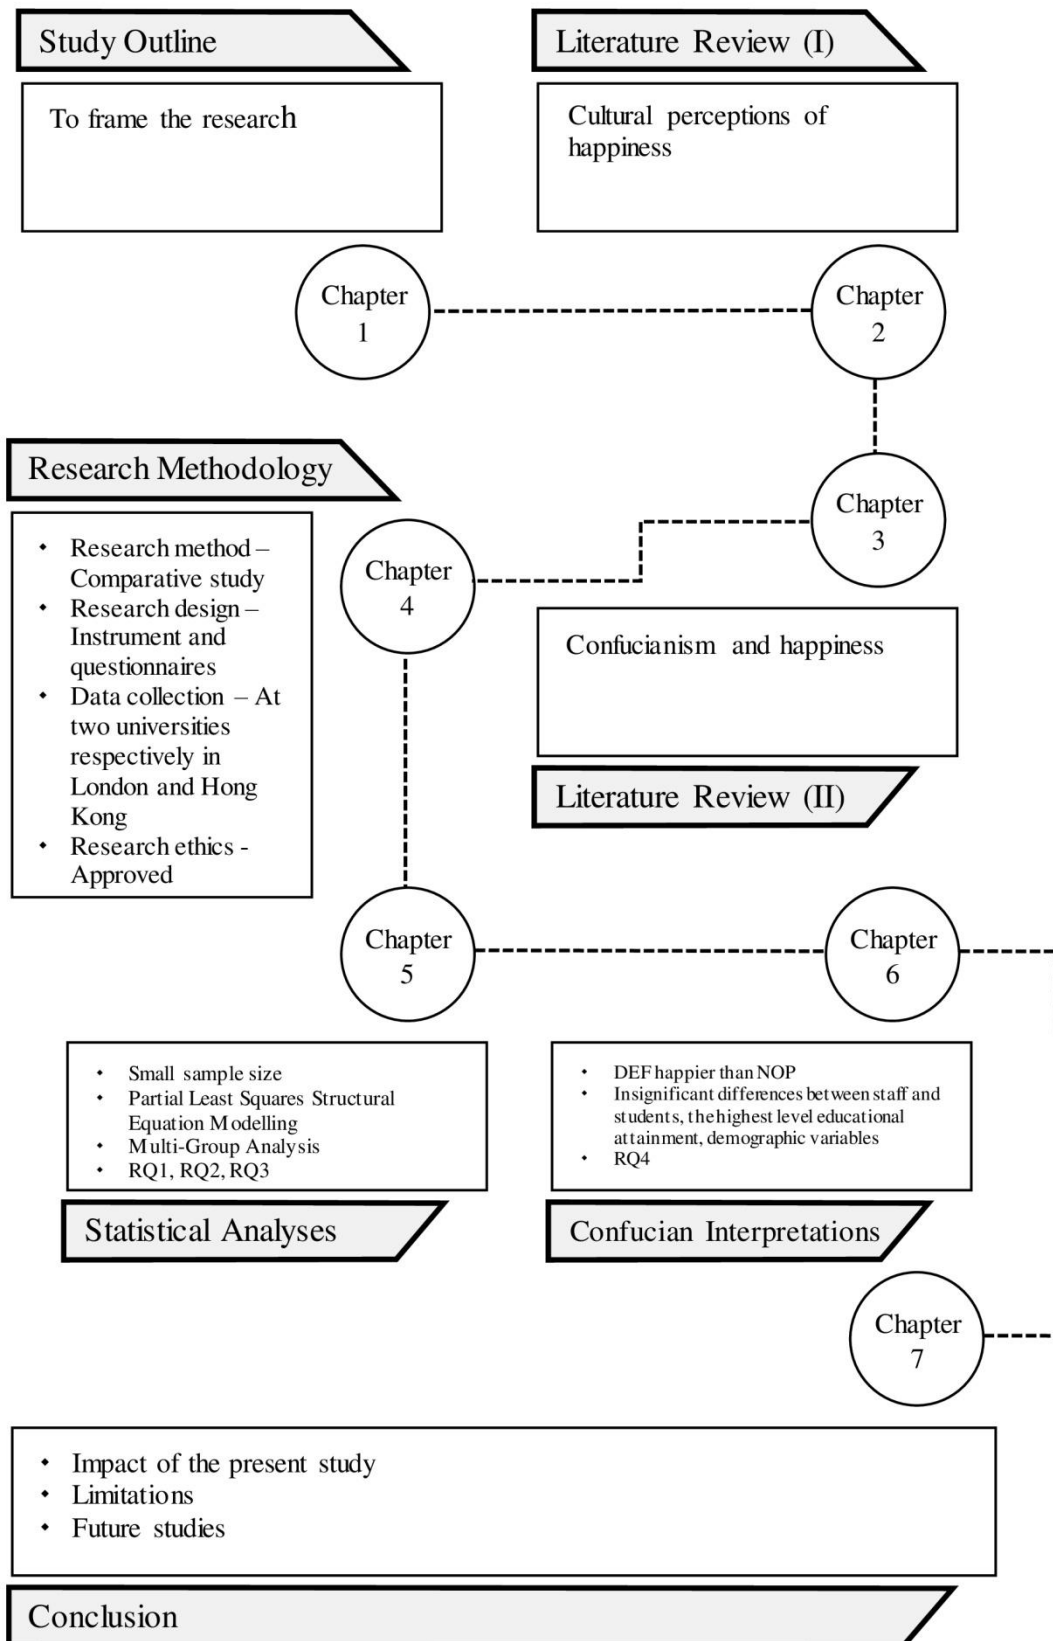 Study Outline
To frame the research
Literature Review (I)
Cultural perceptions of
happiness
Chapter
1
Chapter
2
Chapter
3
Confucianism and happiness
Literature Review (II)
Research Methodology
• Research method –
Comparative study
• Research design –
Instrument and
questionnaires
• Data collection – At
two universities
respectively in
London and Hong
Kong
• Research ethics -
Approved
Chapter
4
Chapter
5
• Small sample size
• Partial Least Squares Structural
Equation Modelling
• Multi-Group Analysis
• RQ1, RQ2, RQ3
Statistical Analyses
Chapter
6
• DEF happier than NOP
• Insignificant differences between staff and
students, the highest level educational
attainment, demographic variables
• RQ4
Confucian Interpretations
Chapter
7
• Impact of the present study
• Limitations
• Future studies
Conclusion